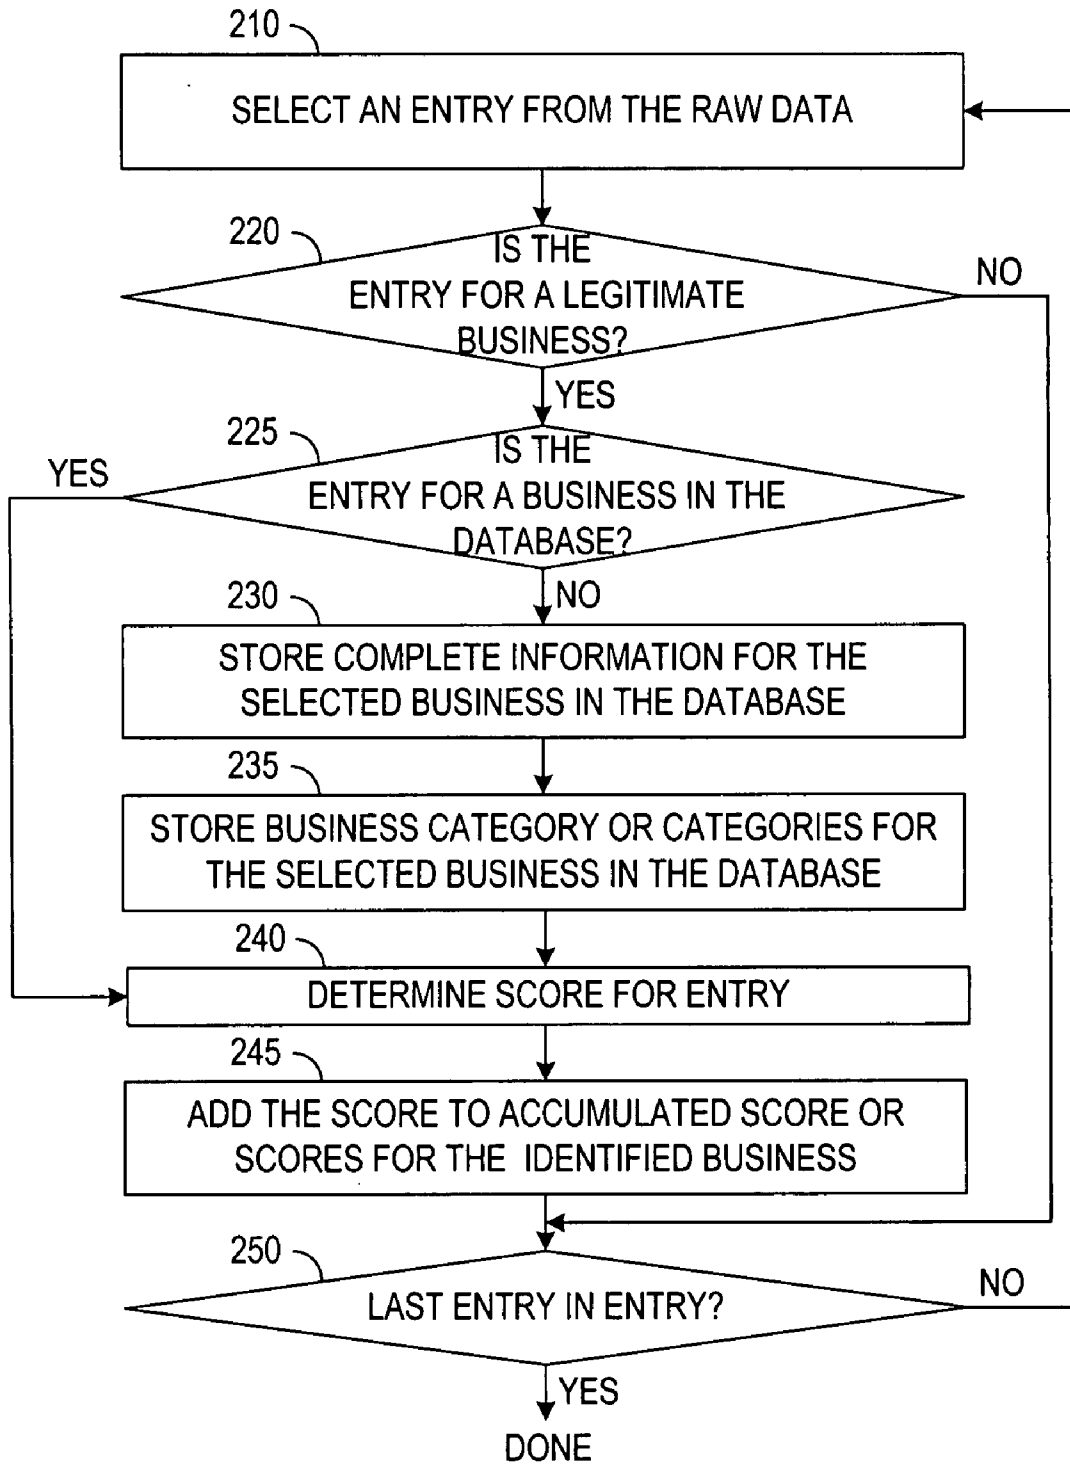 210
SELECT AN ENTRY FROM THE RAW DATA
220
IS THE
ENTRY FOR A LEGITIMATE
BUSINESS?
NO
YES
225
IS THE
ENTRY FOR A BUSINESS IN THE
DATABASE?
YES
NO
230
STORE COMPLETE INFORMATION FOR THE
SELECTED BUSINESS IN THE DATABASE
235
STORE BUSINESS CATEGORY OR CATEGORIES FOR
THE SELECTED BUSINESS IN THE DATABASE
240
DETERMINE SCORE FOR ENTRY
245
ADD THE SCORE TO ACCUMULATED SCORE OR
SCORES FOR THE IDENTIFIED BUSINESS
250
LAST ENTRY IN ENTRY?
NO
YES
DONE